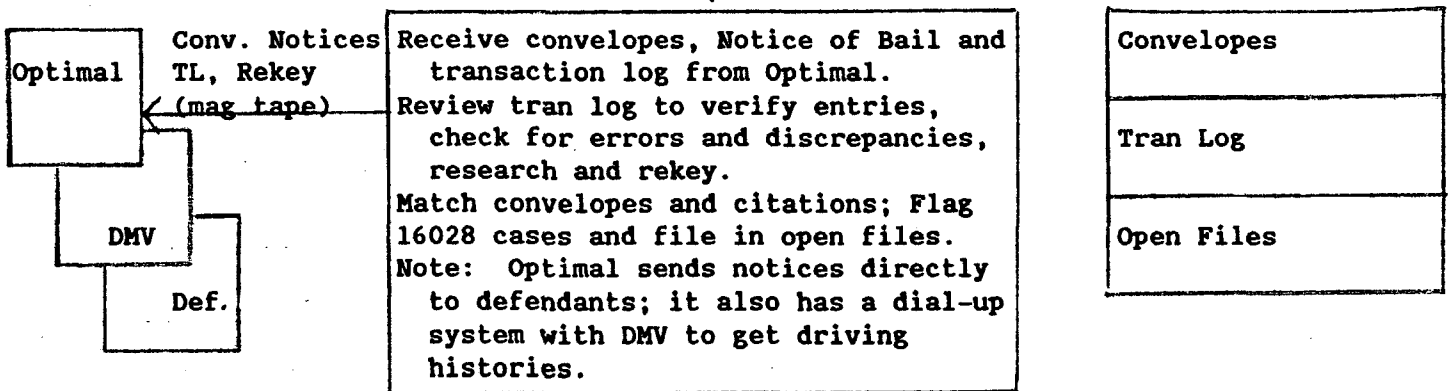 Optimal
DMV
Def.
Conv. Notices
TL, Rekey
(mag tape)
Receive convelopes, Notice of Bail and
transaction log from Optimal.
Review tran log to verify entries,
check for errors and discrepancies,
research and rekey.
Match convelopes and citations; Flag
16028 cases and file in open files.
Note: Optimal sends notices directly
to defendants; it also has a dial-up
system with DMV to get driving
histories.
Convelopes
Tran Log
Open Files